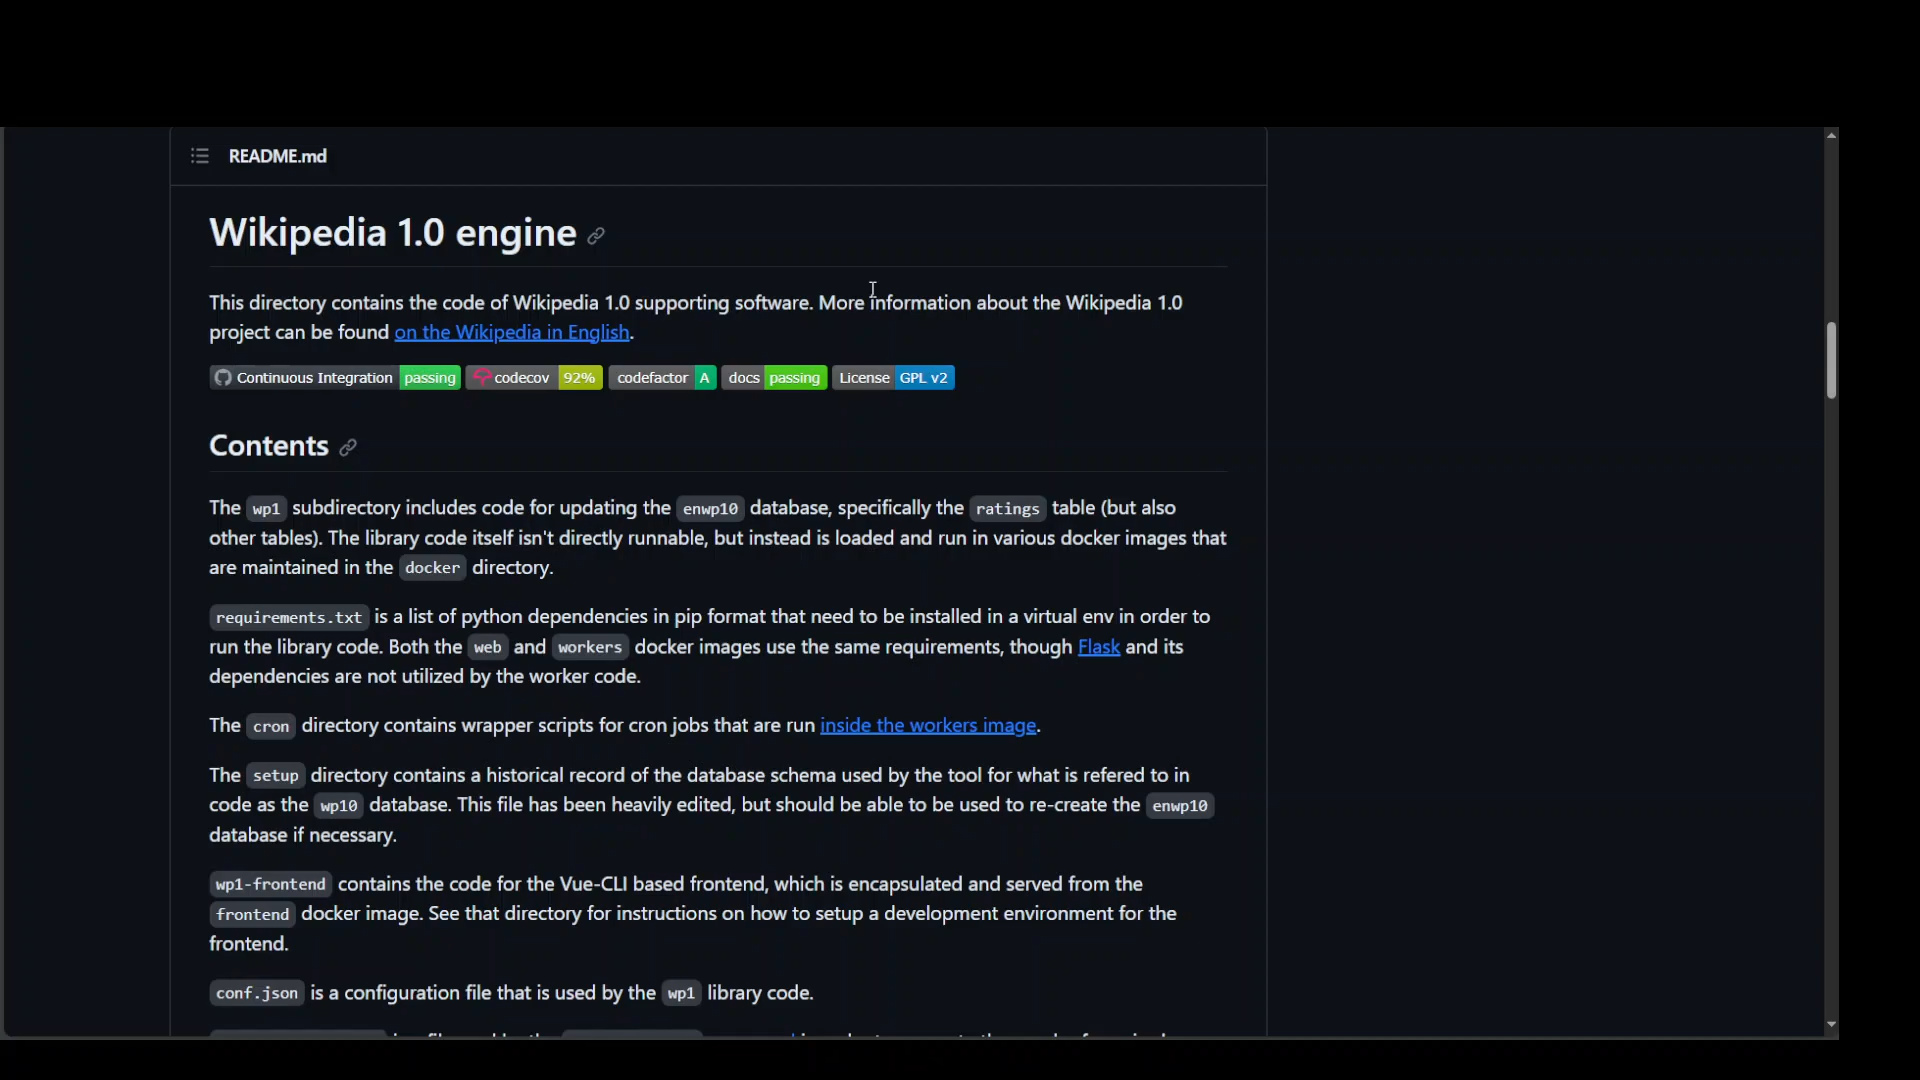 README.md
Wikipedia 1.0 engine
This directory contains the code of Wikipedia 1.0 supporting software. More information about the Wikipedia 1.0
project can be found on the Wikipedia in English.
Continuous Integration passing codecov 92% codefactor A docs passing License GPL v2
Contents
The wp1 subdirectory includes code for updating the enwp10 database, specifically the ratings table (but also
other tables). The library code itself isn't directly runnable, but instead is loaded and run in various docker images that
are maintained in the docker directory.
requirements.txt is a list of python dependencies in pip format that need to be installed in a virtual env in order to
run the library code. Both the web and workers docker images use the same requirements, though Flask and its
dependencies are not utilized by the worker code.
The cron directory contains wrapper scripts for cron jobs that are run inside the workers image.
The setup directory contains a historical record of the database schema used by the tool for what is refered to in
code as the wp10 database. This file has been heavily edited, but should be able to be used to re-create the enwp10
database if necessary.
wp1-frontend contains the code for the Vue-CLI based frontend, which is encapsulated and served from the
frontend docker image. See that directory for instructions on how to setup a development environment for the
frontend.
conf.json is a configuration file that is used by the wp1 library code.